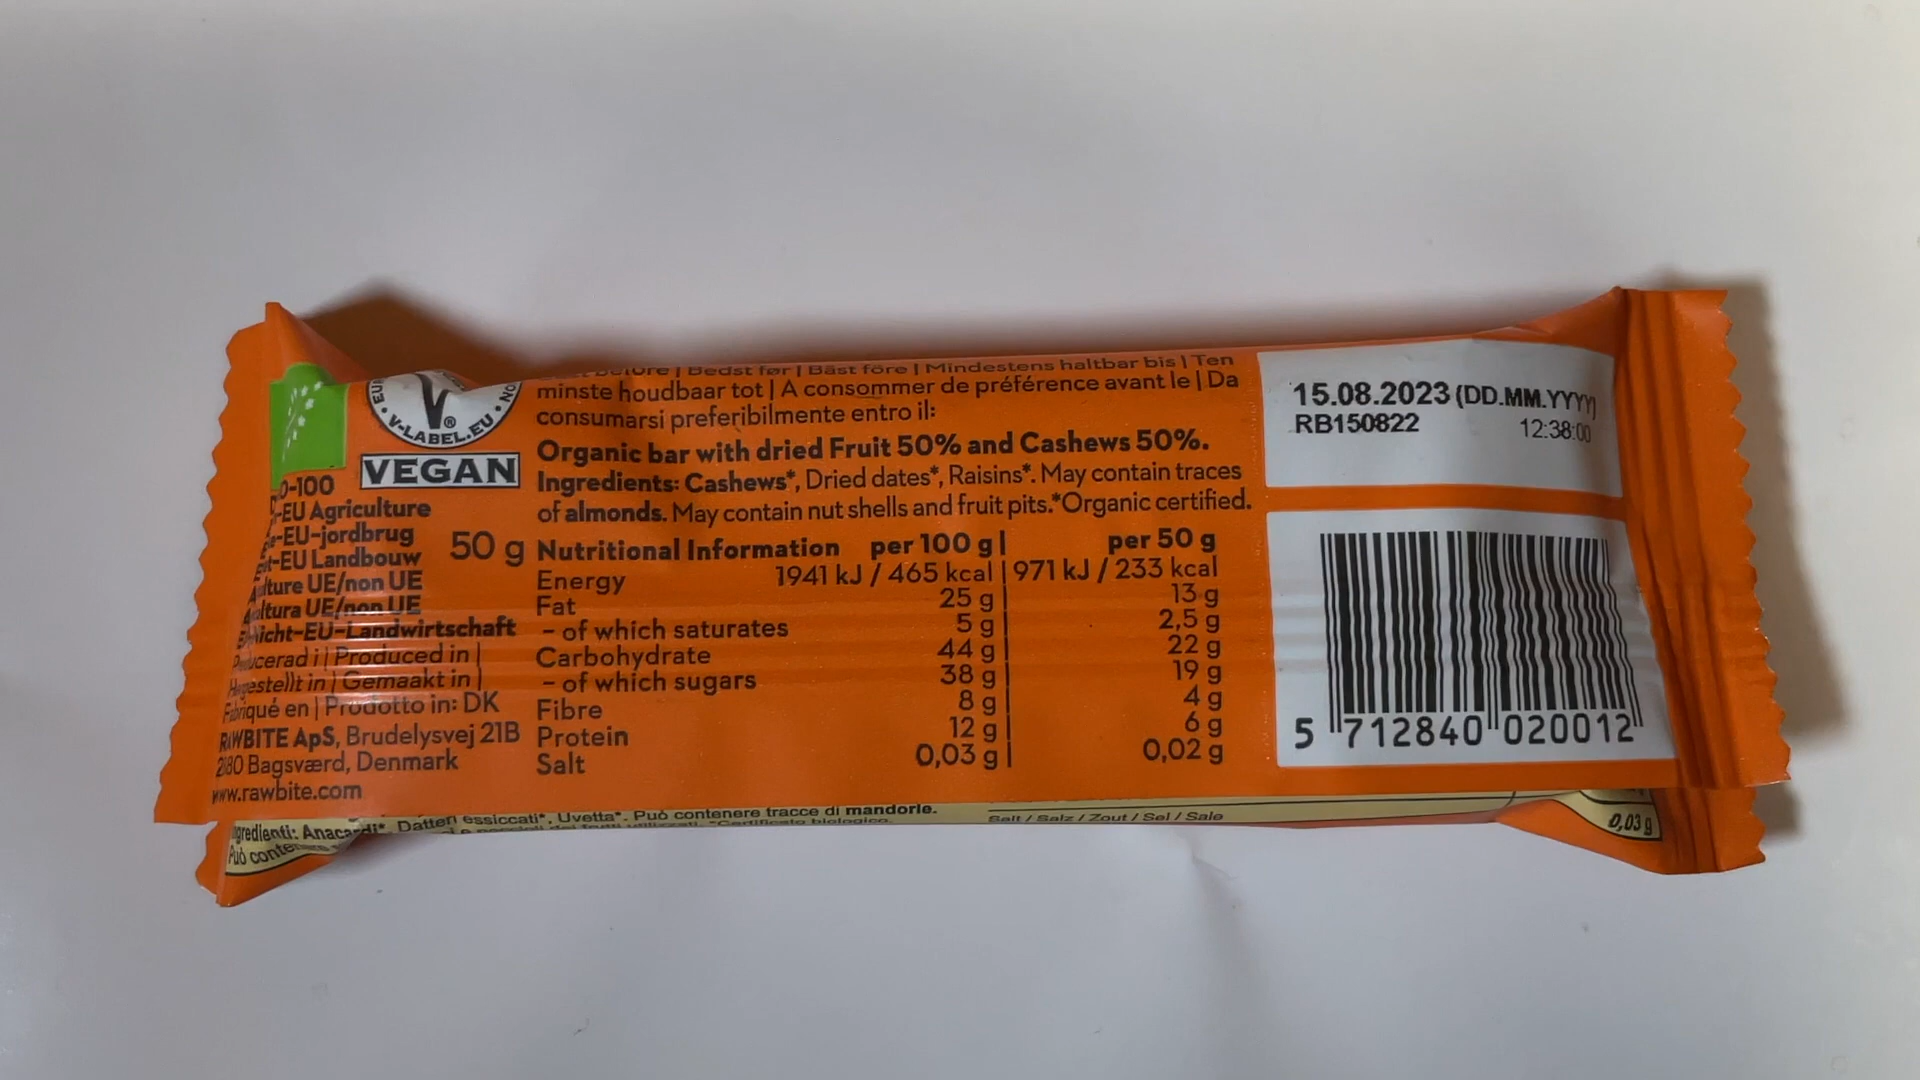 V-LABEL.EU
VEGAN
-EU Agriculture
-EU-jordbrug
-EU Landbouw
UE/non UE
UE/non UE
-EU-Landwirtschaft
Produced in |
in | Gemaakt in |
en | Prodotto in: DK
RAWBITE ApS, Brudelysvej 21B
Bagsværd, Denmark
www.rawbite.com
50 g
| Bedst før | Bäst före | Mindestens haltbar bis | Ten
minste houdbaar tot | A consommer de préférence avant le | Da
consumarsi preferibilmente entro il:
Organic bar with dried Fruit 50% and Cashews 50%.
Ingredients: Cashews*, Dried dates*, Raisins*. May contain traces
of almonds. May contain nut shells and fruit pits.*Organic certified.
Nutritional Information per 100 g | per 50 g
Energy 1941 kJ / 465 kcal | 971 kJ / 233 kcal
Fat 25 g 13 g
- of which saturates 5 g 2,5 g
Carbohydrate 44 g 22 g
- of which sugars 38 g 19 g
Fibre 8 g 4 g
Protein 12 g 6 g
Salt 0,03 g 0,02 g
15.08.2023 (DD.MM.YYYY)
RB150822 12:38:00
5 712840 020012
Ingredienti: Anacardi*, Datteri essiccati*, Uvetta*. Può contenere tracce di mandorle.
Può
*Certificato biologico.
Salt / Salz / Zout / Sel / Sale
0,03 g